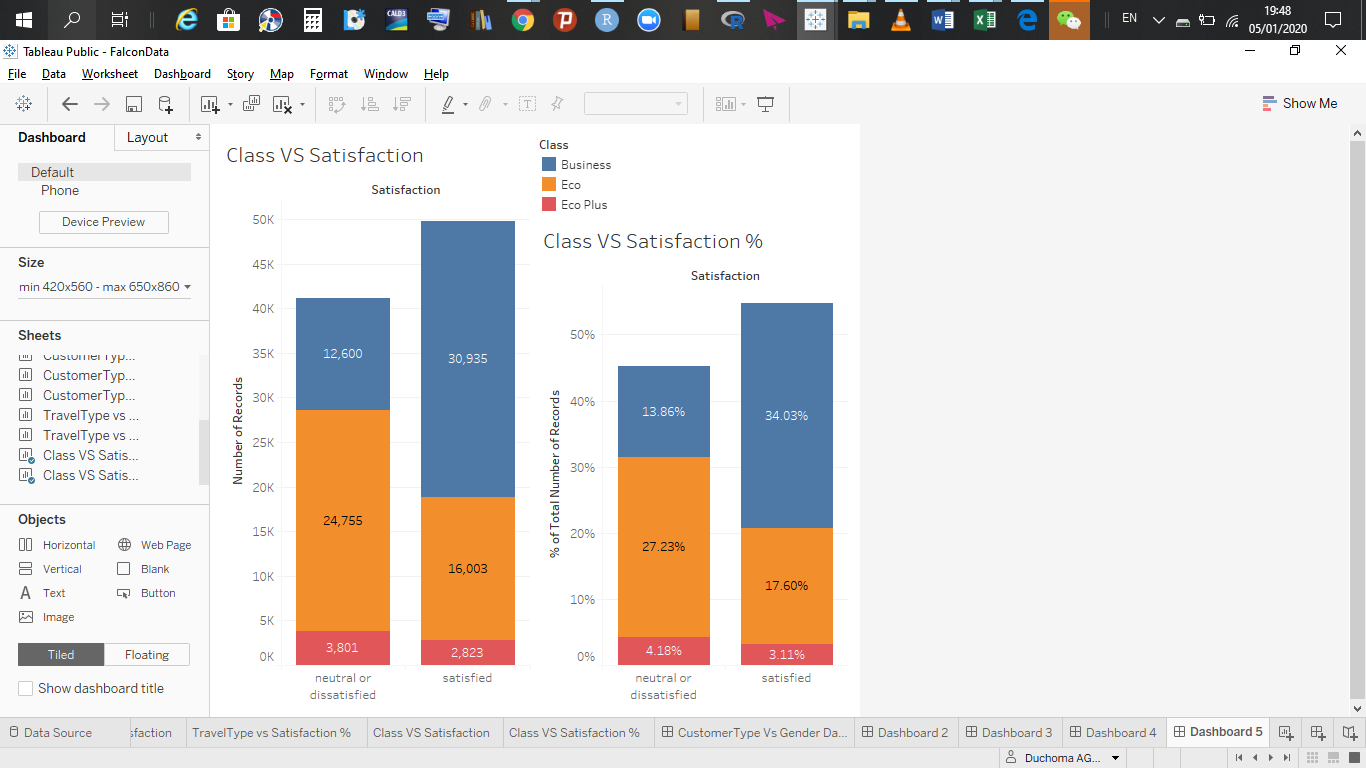 CALD3
EN
19:48
05/01/2020
Tableau Public - FalconData
File Data Worksheet Dashboard Story Map Format Window Help
Show Me
Dashboard Layout
Default
Phone
Device Preview
Size
min 420x560 - max 650x860
Sheets
CustomerTyp...
CustomerTyp...
CustomerTyp...
TravelType vs ...
TravelType vs ...
Class VS Satis...
Class VS Satis...
Objects
Horizontal Web Page
Vertical Blank
Text Button
Image
Tiled Floating
Show dashboard title
Class VS Satisfaction
Satisfaction
Number of Records
50K
45K
40K
35K
30K
25K
20K
15K
10K
5K
0K
12,600
24,755
3,801
30,935
16,003
2,823
neutral or
dissatisfied
satisfied
Class
Business
Eco
Eco Plus
Class VS Satisfaction %
Satisfaction
% of Total Number of Records
50%
40%
30%
20%
10%
0%
13.86%
27.23%
4.18%
34.03%
17.60%
3.11%
neutral or
dissatisfied
satisfied
Data Source sfaction TravelType vs Satisfaction % Class VS Satisfaction Class VS Satisfaction % CustomerType Vs Gender Da... Dashboard 2 Dashboard 3 Dashboard 4 Dashboard 5
Duchoma AG...